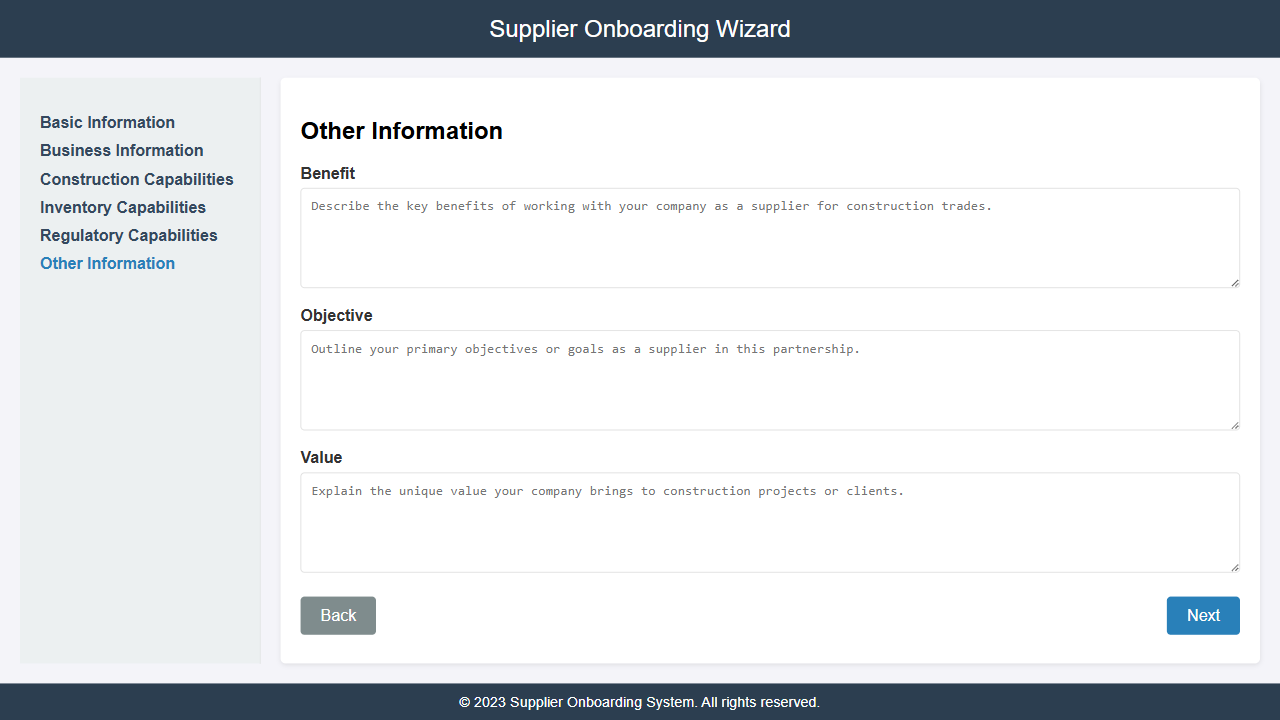 Supplier Onboarding Wizard
Basic Information
Business Information
Construction Capabilities
Inventory Capabilities
Regulatory Capabilities
Other Information
Other Information
Benefit
Describe the key benefits of working with your company as a supplier for construction trades.
Objective
Outline your primary objectives or goals as a supplier in this partnership.
Value
Explain the unique value your company brings to construction projects or clients.
Back
Next
© 2023 Supplier Onboarding System. All rights reserved.